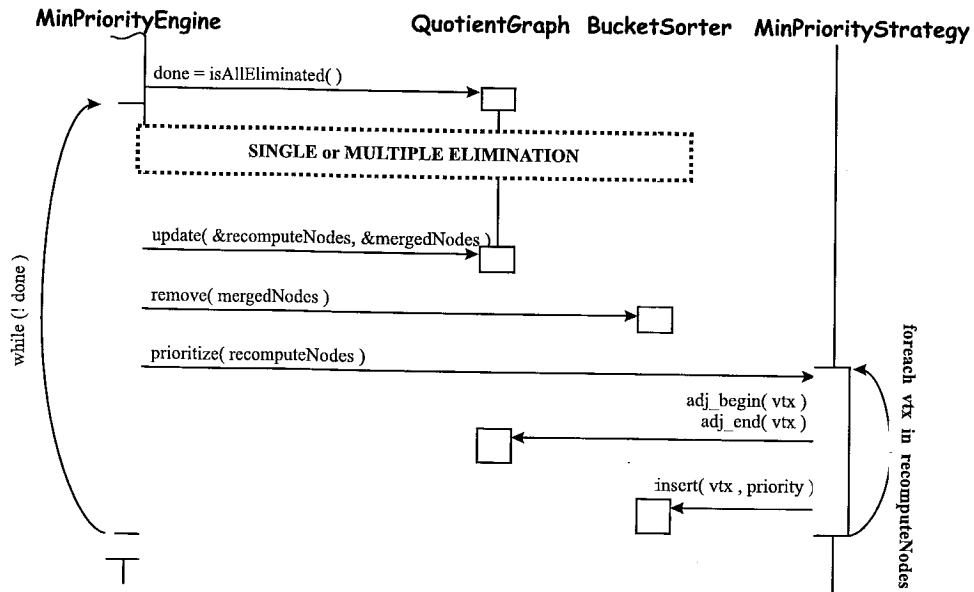 MinPriorityEngine
QuotientGraph BucketSorter MinPriorityStrategy
done = isAllEliminated( )
SINGLE or MULTIPLE ELIMINATION
update( &recomputeNodes, &mergedNodes )
remove( mergedNodes )
prioritize( recomputeNodes )
adj_begin( vtx )
adj_end( vtx )
insert( vtx , priority )
while (! done )
foreach vtx in recomputeNodes